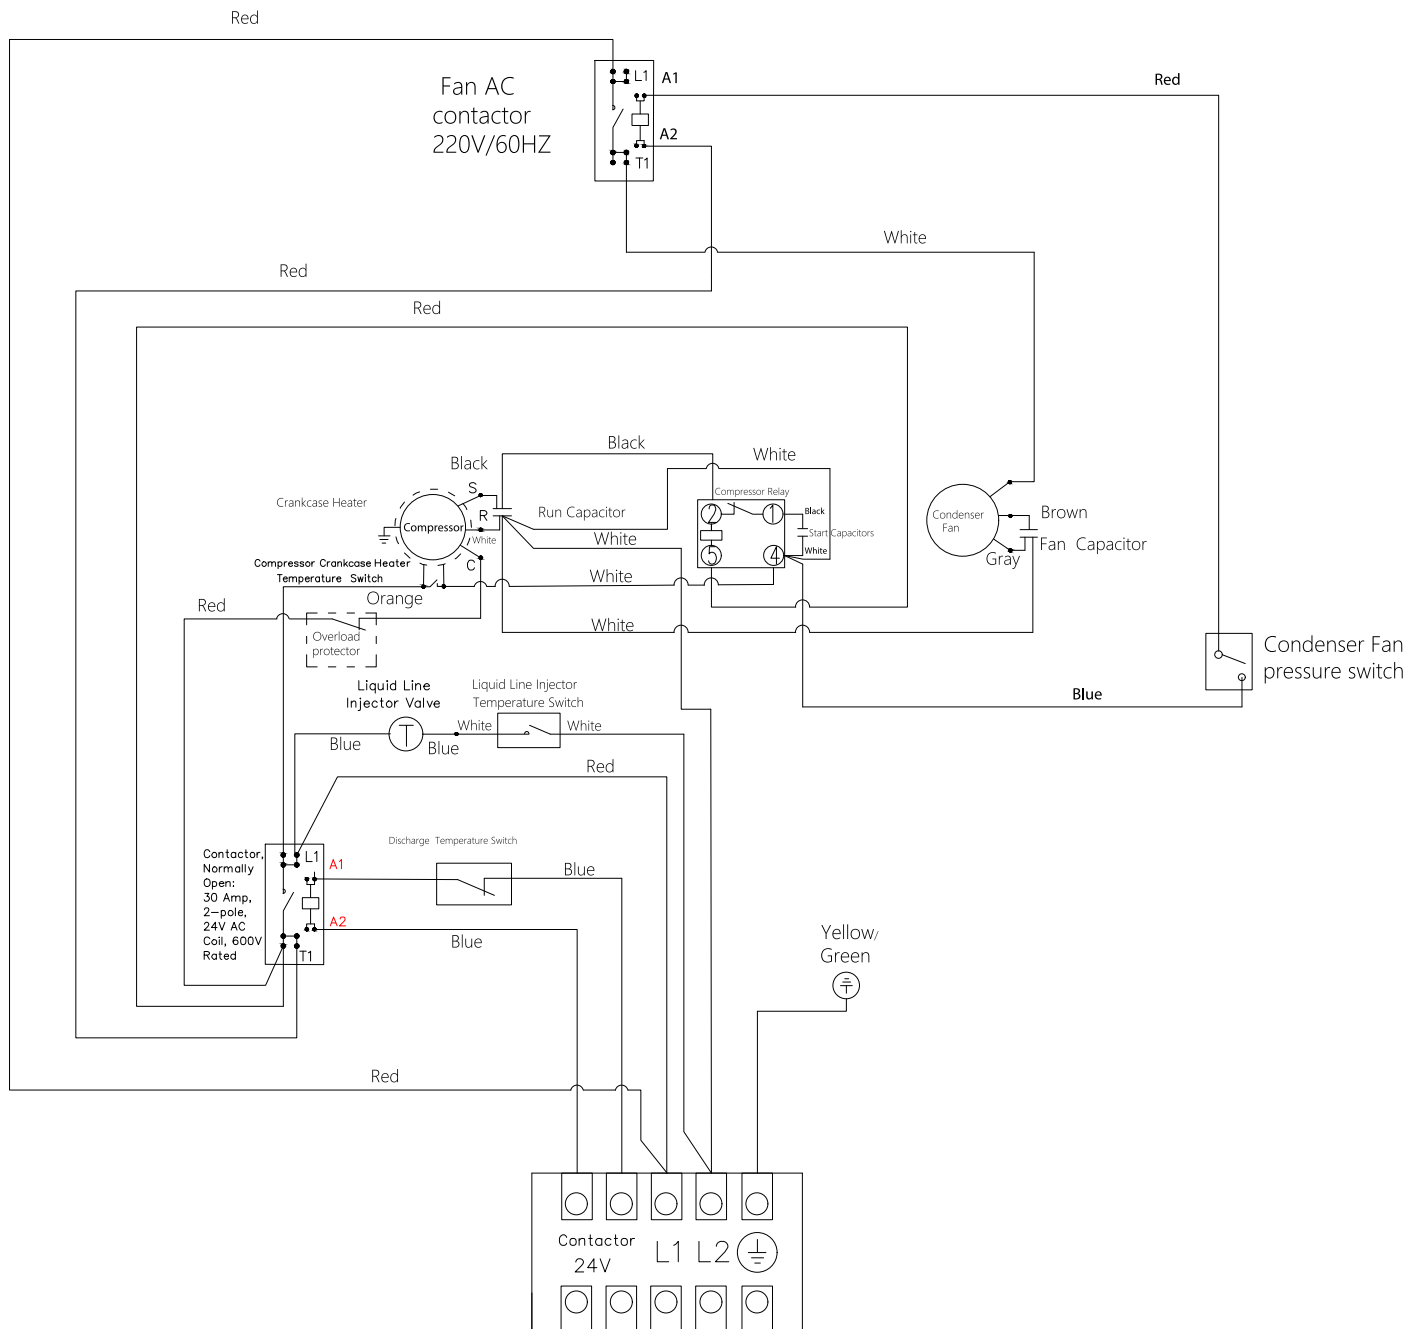 Red
Fan AC
contactor
220V/60HZ
L1
A1
A2
T1
Red
White
Red
Red
Black
White
Black
S
Crankcase Heater
Compressor
R
White
C
Run Capacitor
White
Compressor Relay
2
1
5
4
Black
Start Capacitors
White
Condenser
Fan
Brown
Fan Capacitor
Gray
Compressor Crankcase Heater
Temperature Switch
White
Orange
Red
Overload
protector
White
Condenser Fan
pressure switch
Blue
Liquid Line
Injector Valve
Liquid Line Injector
Temperature Switch
T
Blue
Blue
White
White
Red
Contactor,
Normally
Open:
30 Amp,
2-pole,
24V AC
Coil, 600V
Rated
L1
A1
A2
T1
Discharge Temperature Switch
Blue
Blue
Yellow/
Green
Red
Contactor
24V
L1
L2